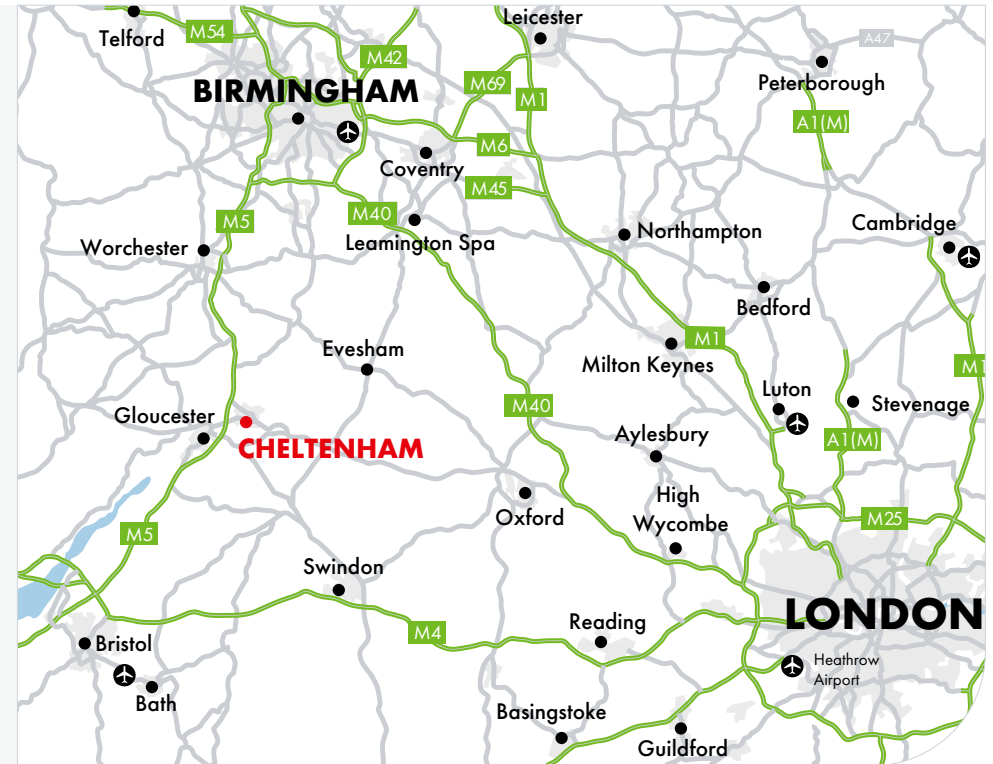 Leicester
Telford
M54
M42
A47
BIRMINGHAM
M69
M1
Peterborough
A1(M)
M6
Coventry
M45
M5
M40
Leamington Spa
Worchester
Northampton
Cambridge
Bedford
Evesham
M1
Milton Keynes
M1
Luton
Stevenage
M40
Gloucester
CHELTENHAM
Aylesbury
A1(M)
High
Wycombe
Oxford
M25
M5
Swindon
LONDON
Reading
M4
Bristol
Heathrow
Airport
Bath
Basingstoke
Guildford